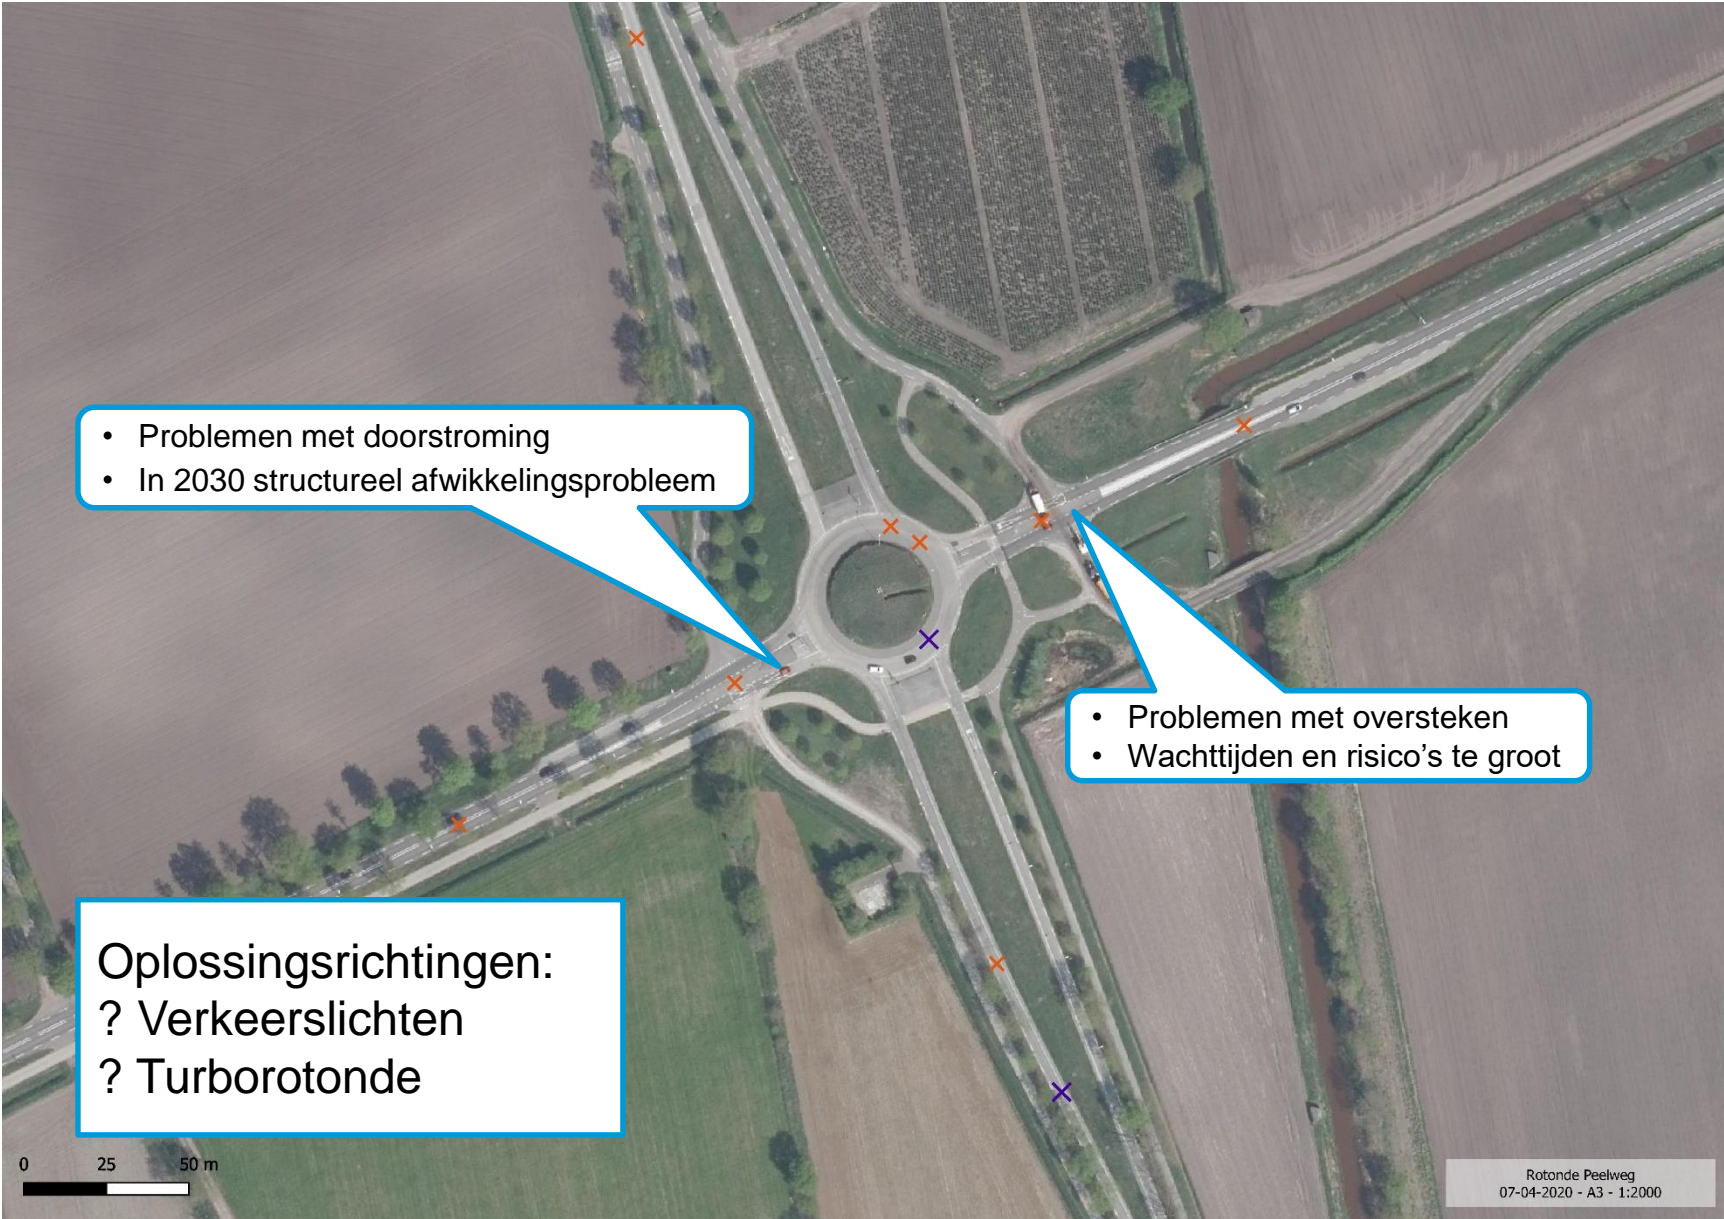 • Problemen met doorstroming
• In 2030 structureel afwikkelingsprobleem
• Problemen met oversteken
• Wachttijden en risico's te groot
Oplossingsrichtingen:
? Verkeerslichten
? Turborotonde
0 25 50 m
Rotonde Peelweg
07-04-2020 - A3 - 1:2000